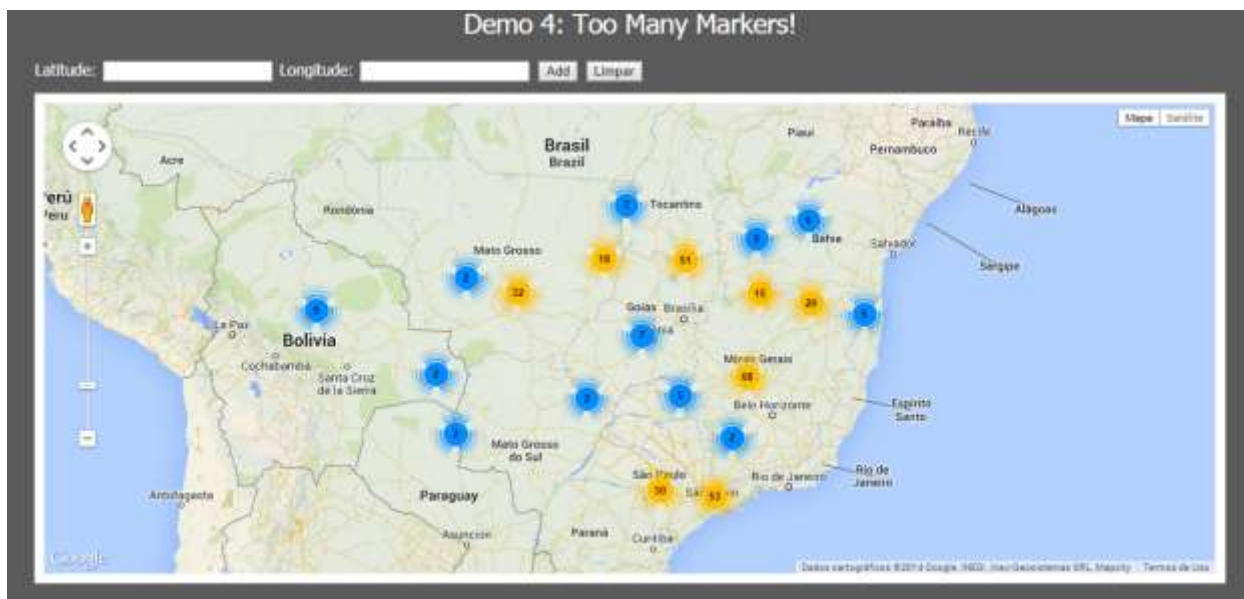 Demo 4: Too Many Markers!
Latitude: Longitude: Add Limpar
Mapa Satélite
Brasil
Brazil
Piauí
Paraíba
Recife
Pernambuco
Acre
Perú
Peru
Rondônia
Tocantins
Alagoas
Mato Grosso
Bahia
Salvador
Sergipe
32
51
Goiás Brasília
La Paz
Bolivia
Cochabamba
Santa Cruz
de la Sierra
Minas Gerais
Belo Horizonte
Espírito
Santo
Mato Grosso
do Sul
São Paulo
Rio de Janeiro
Rio de
Janeiro
Antofagasta
Paraguay
Asunción
Paraná
Curitiba
Google
Termos de Uso